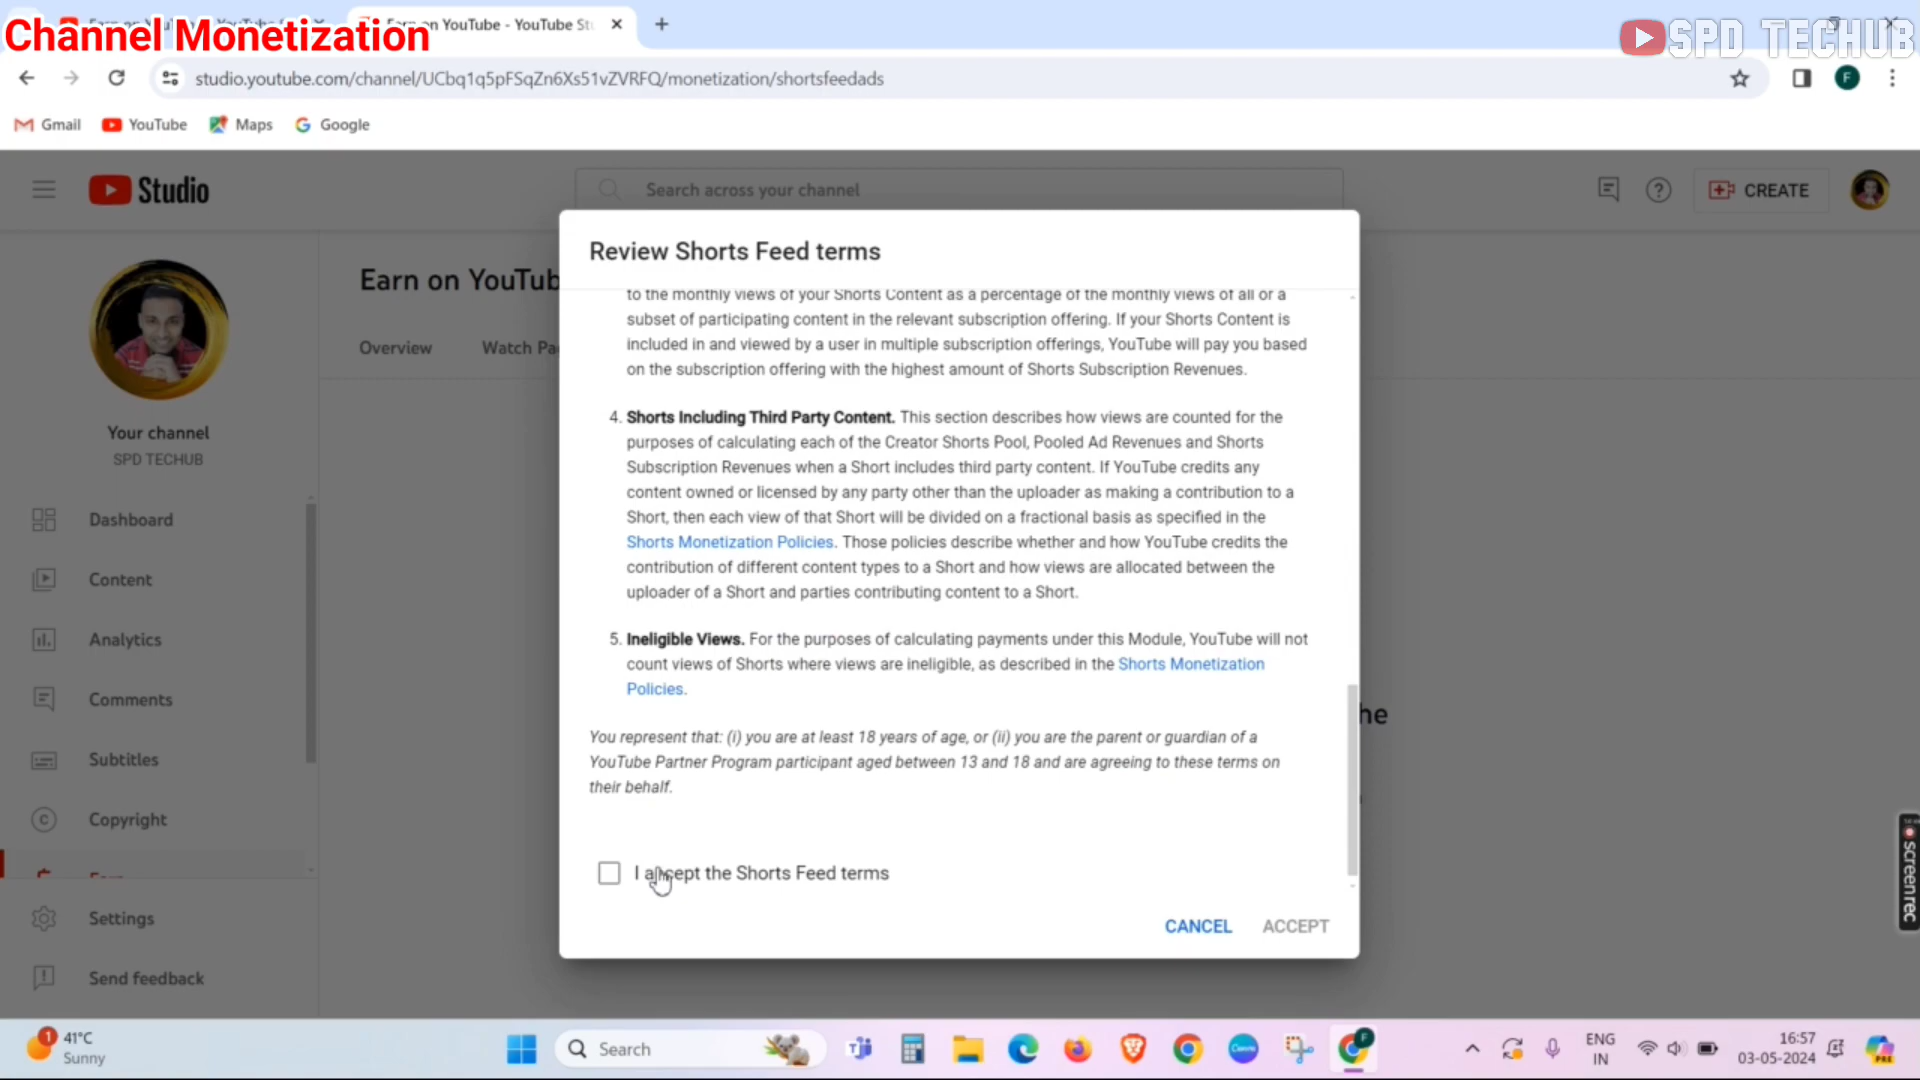 Channel Monetization
Earn on YouTube - YouTube Stu
SPD TECHUB
studio.youtube.com/channel/UCbq1q5pFSqZn6Xs51vZVRFQ/monetization/shortsfeedads
F
Gmail
YouTube
Maps
Google
Studio
Search across your channel
CREATE
Earn on YouTub
Overview
Watch Pa
Your channel
SPD TECHUB
Dashboard
Content
Analytics
Comments
Subtitles
Copyright
Settings
Send feedback
Review Shorts Feed terms
to the monthly views of your Shorts Content as a percentage of the monthly views of all or a
subset of participating content in the relevant subscription offering. If your Shorts Content is
included in and viewed by a user in multiple subscription offerings, YouTube will pay you based
on the subscription offering with the highest amount of Shorts Subscription Revenues.
4. Shorts Including Third Party Content. This section describes how views are counted for the
purposes of calculating each of the Creator Shorts Pool, Pooled Ad Revenues and Shorts
Subscription Revenues when a Short includes third party content. If YouTube credits any
content owned or licensed by any party other than the uploader as making a contribution to a
Short, then each view of that Short will be divided on a fractional basis as specified in the
Shorts Monetization Policies. Those policies describe whether and how YouTube credits the
contribution of different content types to a Short and how views are allocated between the
uploader of a Short and parties contributing content to a Short.
5. Ineligible Views. For the purposes of calculating payments under this Module, YouTube will not
count views of Shorts where views are ineligible, as described in the Shorts Monetization
Policies.
he
You represent that: (i) you are at least 18 years of age, or (ii) you are the parent or guardian of a
YouTube Partner Program participant aged between 13 and 18 and are agreeing to these terms on
their behalf.
I accept the Shorts Feed terms
CANCEL
ACCEPT
screenrec
1
41°C
Sunny
Search
ENG
IN
16:57
03-05-2024